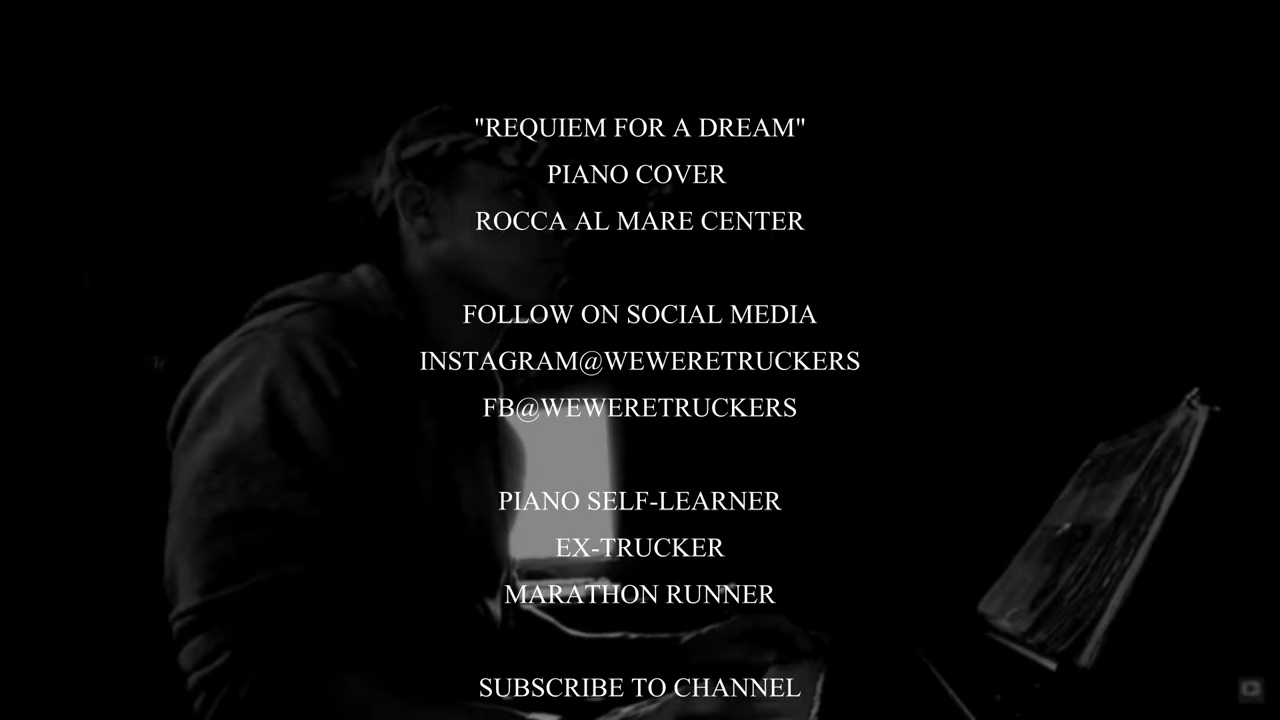 "REQUIEM FOR A DREAM"
PIANO COVER
ROCCA AL MARE CENTER
FOLLOW ON SOCIAL MEDIA
INSTAGRAM@WEWERETRUCKERS
FB@WEWERETRUCKERS
PIANO SELF-LEARNER
EX-TRUCKER
MARATHON RUNNER
SUBSCRIBE TO CHANNEL